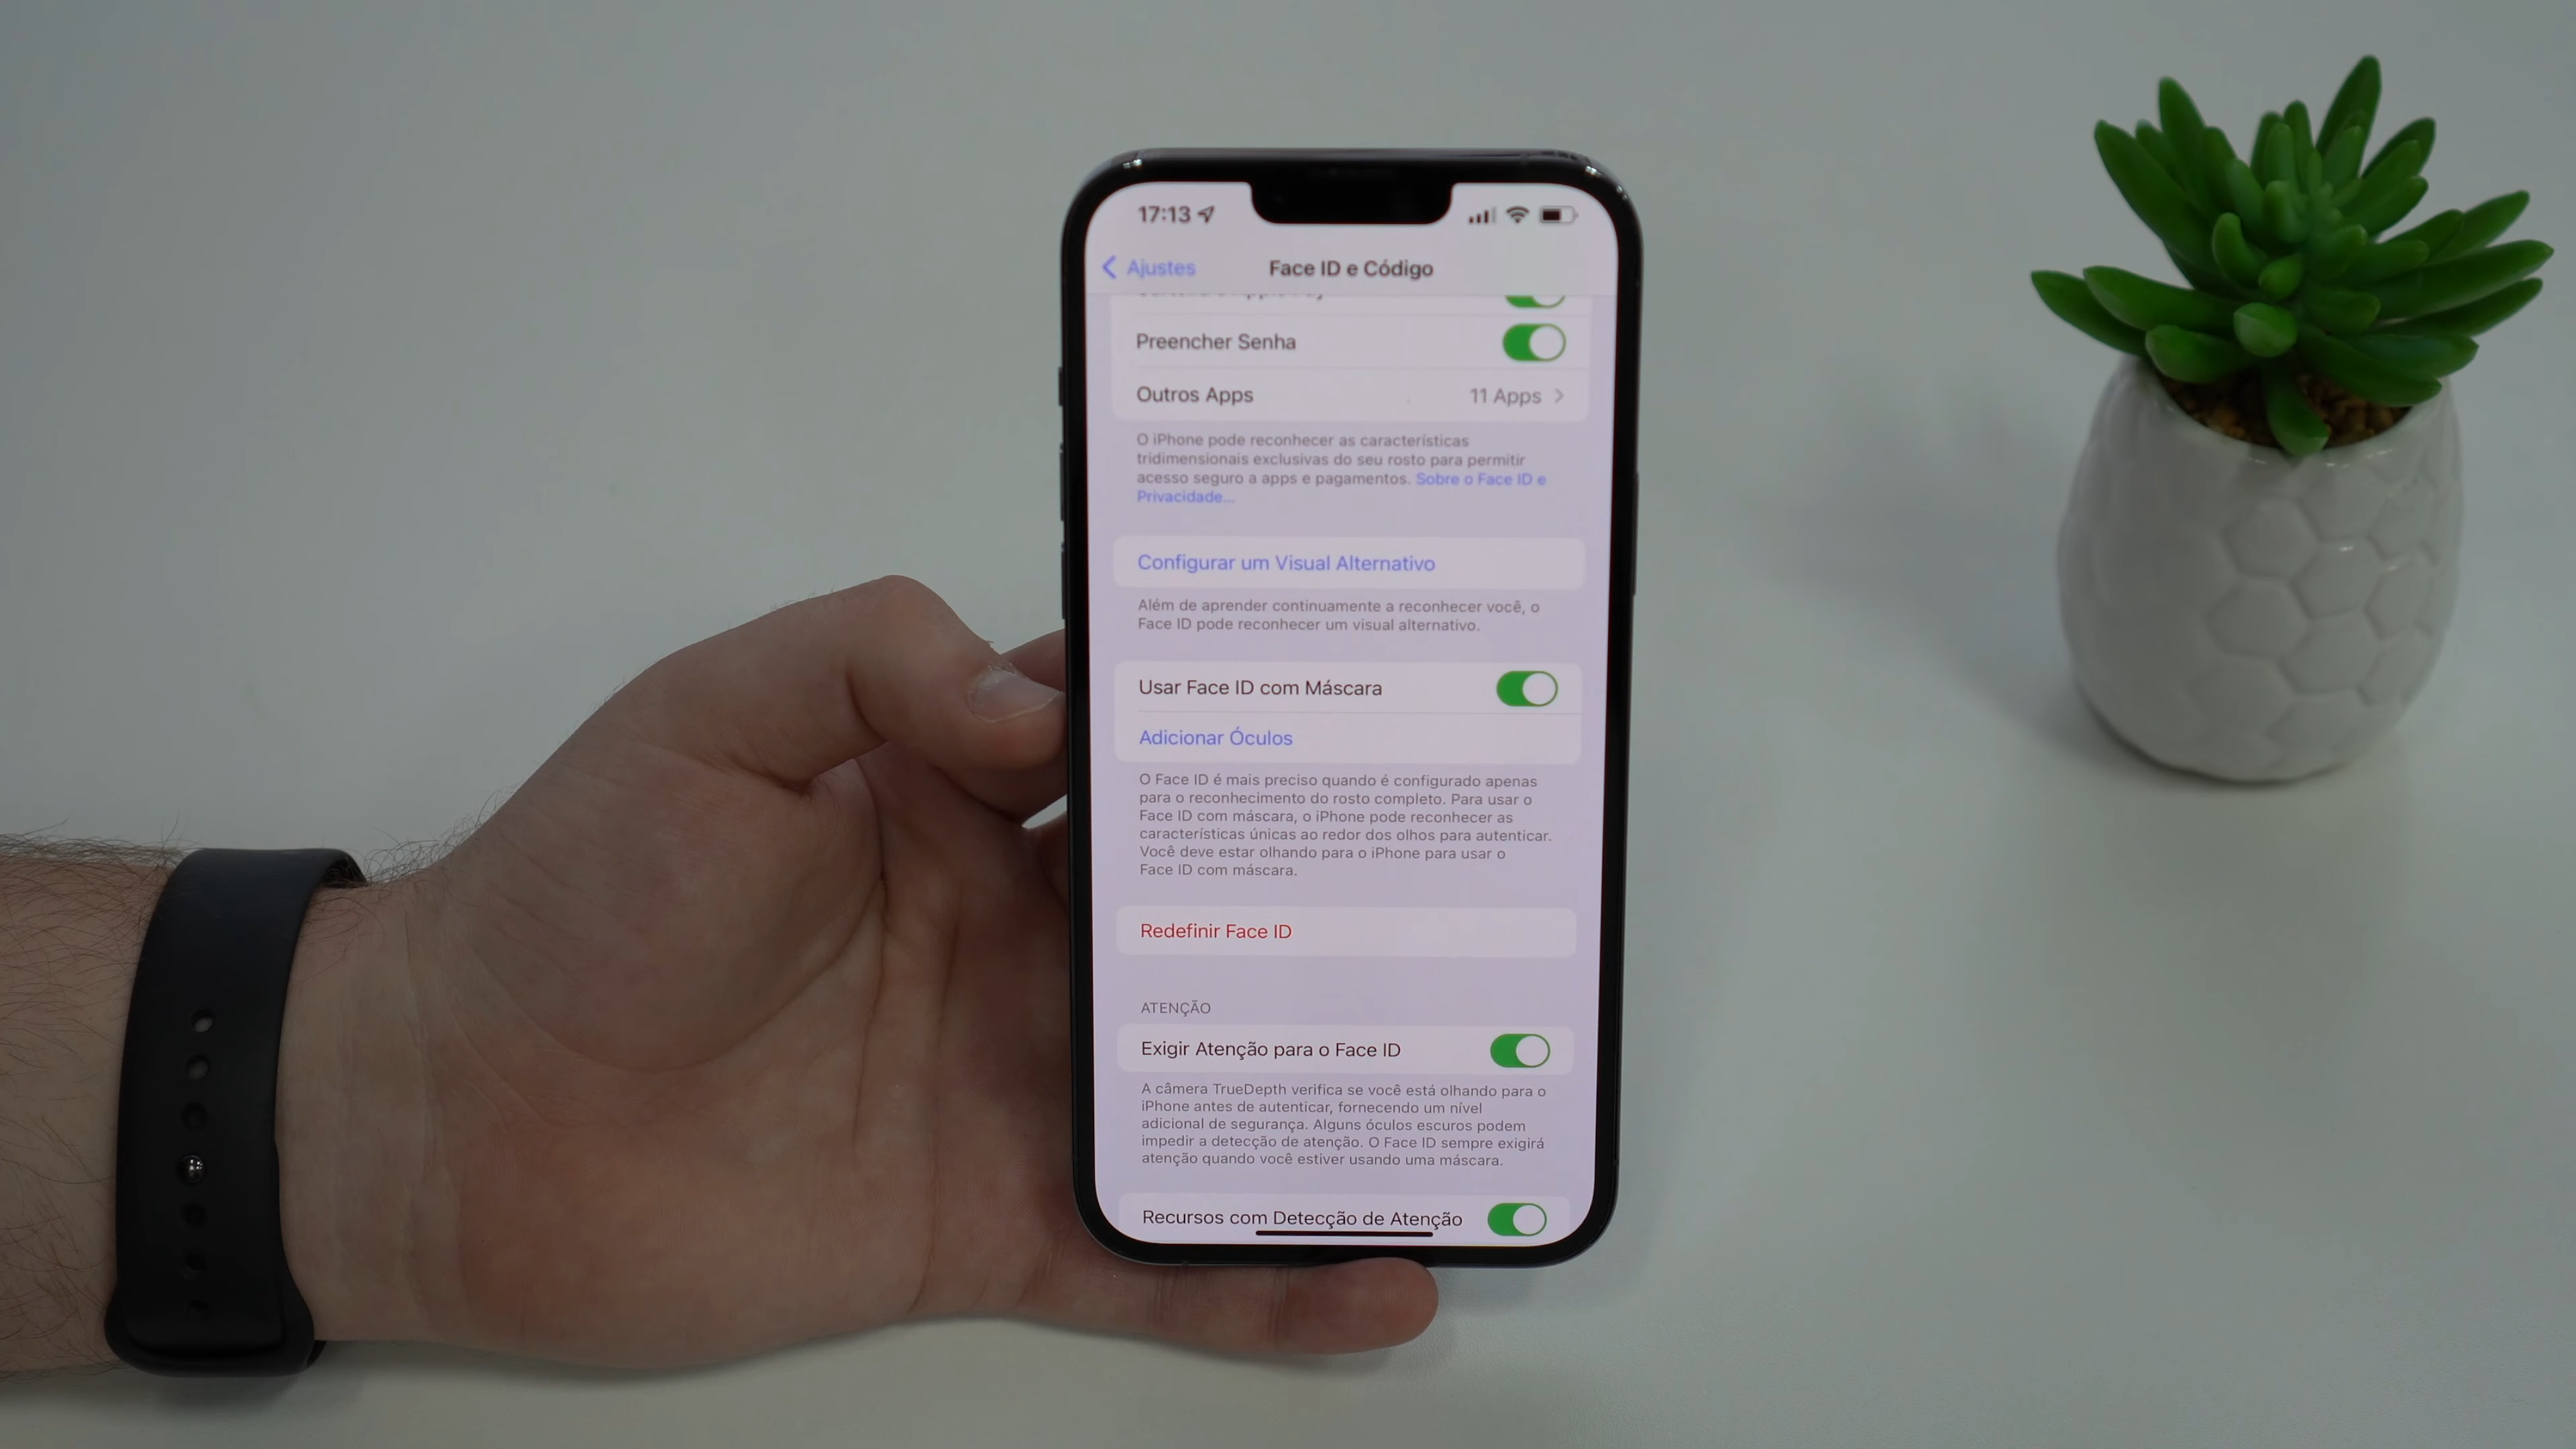 17:13
Ajustes
Face ID e Código
Preencher Senha
Outros Apps
11 Apps
O iPhone pode reconhecer as características
tridimensionais exclusivas do seu rosto para permitir
acesso seguro a apps e pagamentos. Sobre o Face ID e
Privacidade...
Configurar um Visual Alternativo
Além de aprender continuamente a reconhecer você, o
Face ID pode reconhecer um visual alternativo.
Usar Face ID com Máscara
Adicionar Óculos
O Face ID é mais preciso quando é configurado apenas
para o reconhecimento do rosto completo. Para usar o
Face ID com máscara, o iPhone pode reconhecer as
características únicas ao redor dos olhos para autenticar.
Você deve estar olhando para o iPhone para usar o
Face ID com máscara.
Redefinir Face ID
ATENÇÃO
Exigir Atenção para o Face ID
A câmera TrueDepth verifica se você está olhando para o
iPhone antes de autenticar, fornecendo um nível
adicional de segurança. Alguns óculos escuros podem
impedir a detecção de atenção. O Face ID sempre exigirá
atenção quando você estiver usando uma máscara.
Recursos com Detecção de Atenção